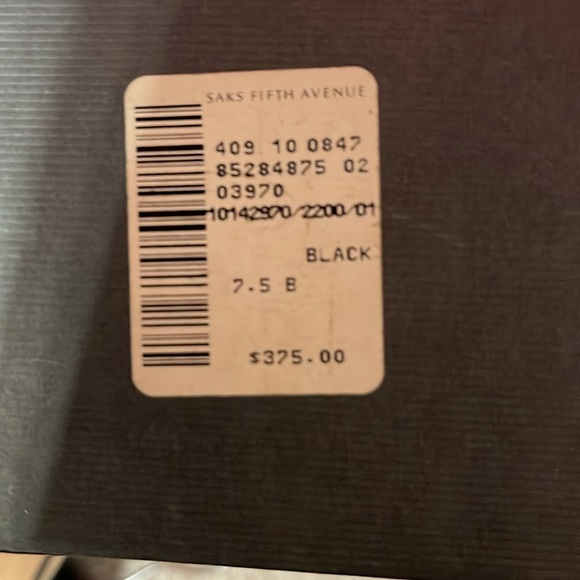 SAKS FIFTH AVENUE
409 10 0847
85284875 02
03970
10142970/2200/01
BLACK
7.5 B
$375.00